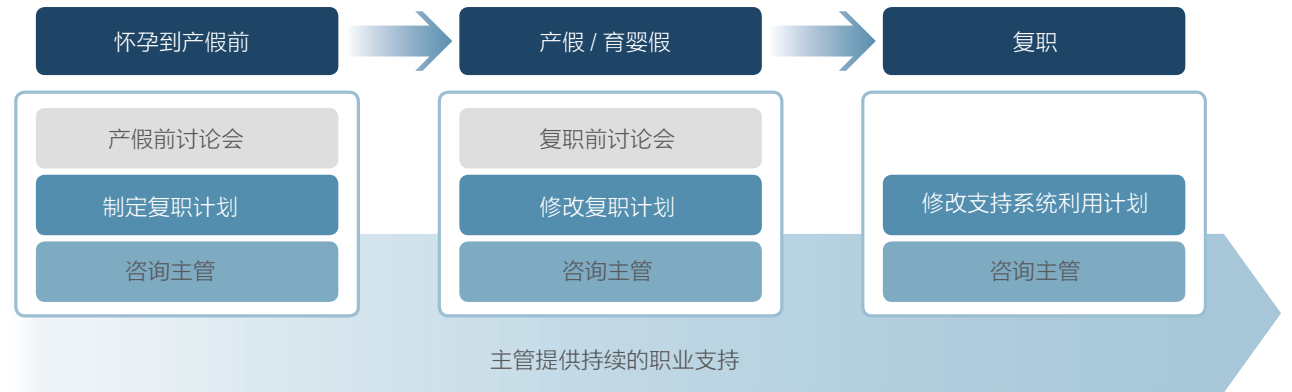 怀孕到产假前
产假 / 育婴假
复职
产假前讨论会
制定复职计划
咨询主管
复职前讨论会
修改复职计划
咨询主管
修改支持系统利用计划
咨询主管
主管提供持续的职业支持